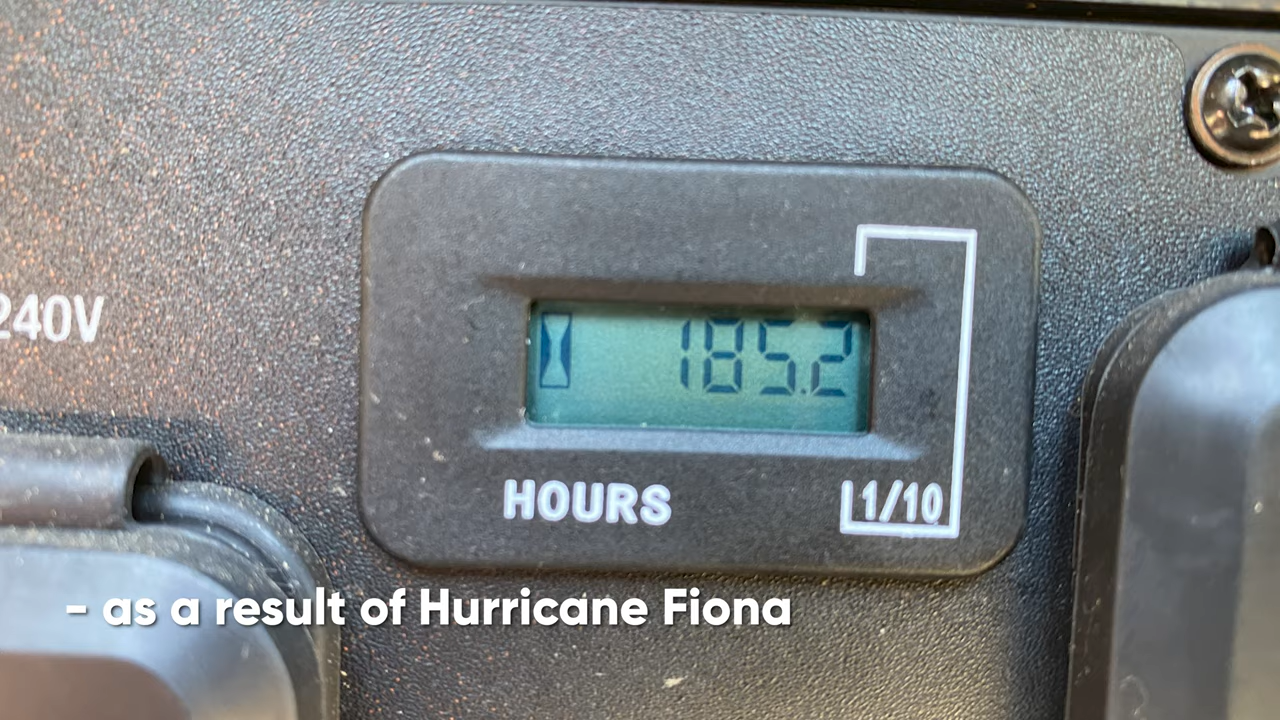 240V
185.2
HOURS
1/10
- as a result of Hurricane Fiona